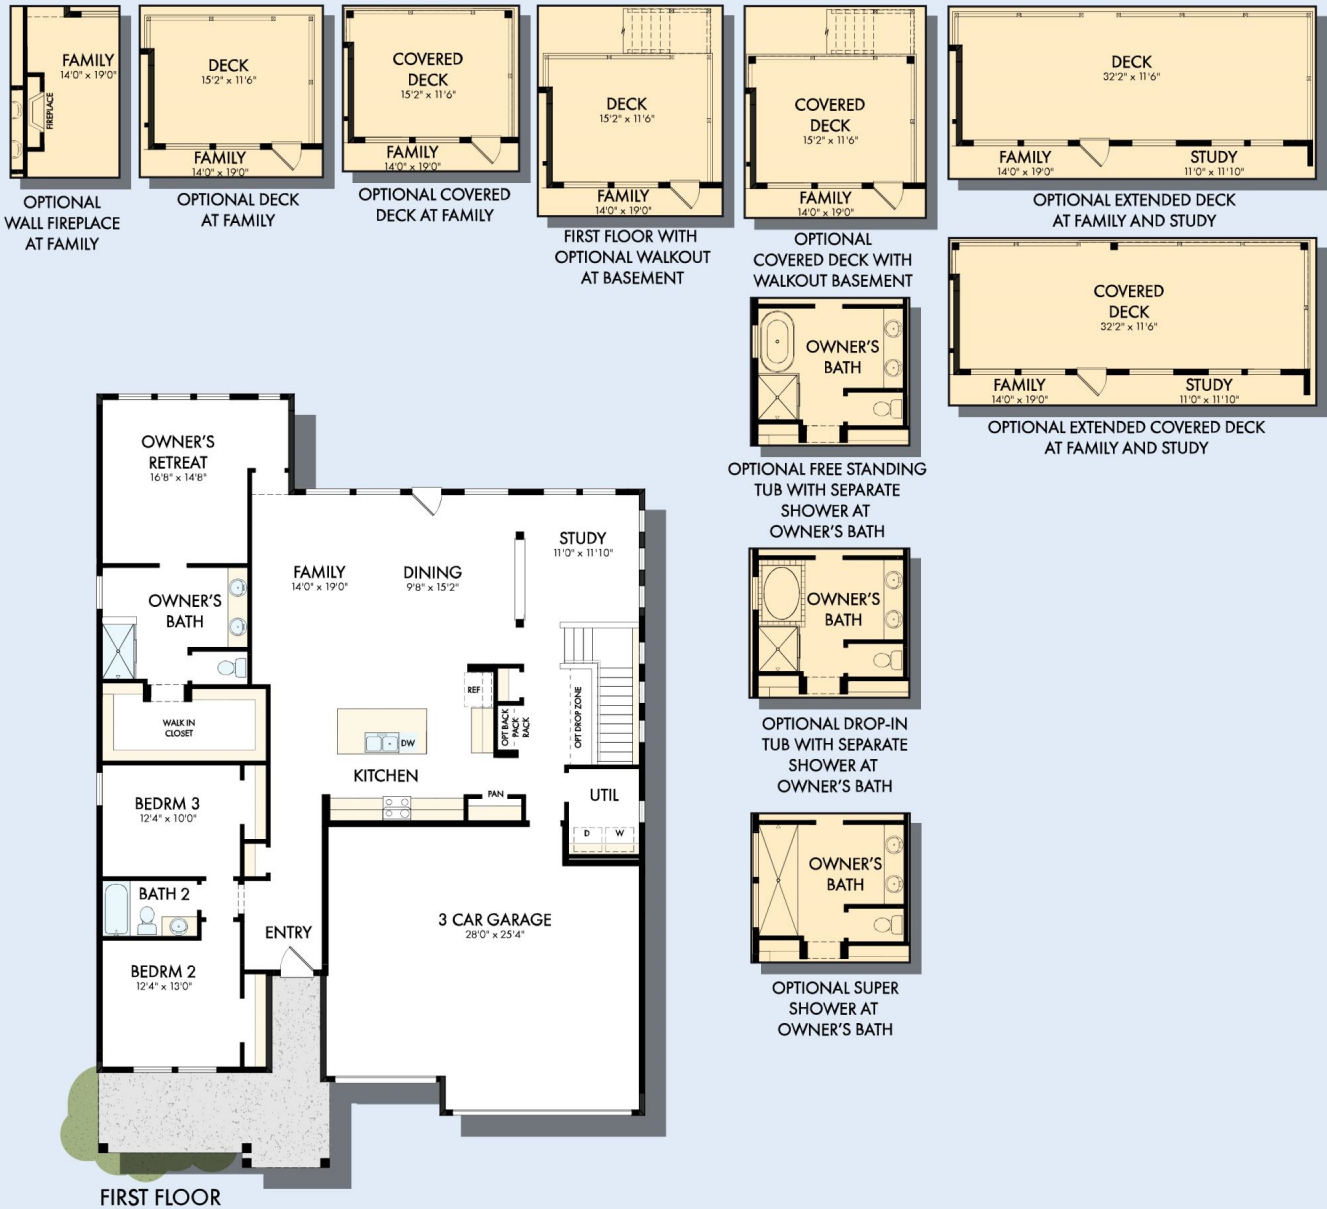 FAMILY
14'0" x 19'0"
FIREPLACE
OPTIONAL
WALL FIREPLACE
AT FAMILY
DECK
15'2" x 11'6"
FAMILY
14'0" x 19'0"
OPTIONAL DECK
AT FAMILY
COVERED
DECK
15'2" x 11'6"
FAMILY
14'0" x 19'0"
OPTIONAL COVERED
DECK AT FAMILY
DECK
15'2" x 11'6"
FAMILY
14'0" x 19'0"
FIRST FLOOR WITH
OPTIONAL WALKOUT
AT BASEMENT
COVERED
DECK
15'2" x 11'6"
FAMILY
14'0" x 19'0"
OPTIONAL
COVERED DECK WITH
WALKOUT BASEMENT
DECK
32'2" x 11'6"
FAMILY
14'0" x 19'0"
STUDY
11'0" x 11'10"
OPTIONAL EXTENDED DECK
AT FAMILY AND STUDY
COVERED
DECK
32'2" x 11'6"
FAMILY
14'0" x 19'0"
STUDY
11'0" x 11'10"
OPTIONAL EXTENDED COVERED DECK
AT FAMILY AND STUDY
OWNER'S
BATH
OPTIONAL FREE STANDING
TUB WITH SEPARATE
SHOWER AT
OWNER'S BATH
OWNER'S
BATH
OPTIONAL DROP-IN
TUB WITH SEPARATE
SHOWER AT
OWNER'S BATH
OWNER'S
BATH
OPTIONAL SUPER
SHOWER AT
OWNER'S BATH
OWNER'S
RETREAT
16'8" x 14'8"
STUDY
11'0" x 11'10"
FAMILY
14'0" x 19'0"
DINING
9'8" x 15'2"
OWNER'S
BATH
REF
WALK IN
CLOSET
OPT BACK
PACK
RACK
OPT DROP ZONE
DW
KITCHEN
PAN
UTIL
D
W
BEDRM 3
12'4" x 10'0"
BATH 2
ENTRY
3 CAR GARAGE
28'0" x 25'4"
BEDRM 2
12'4" x 13'0"
FIRST FLOOR